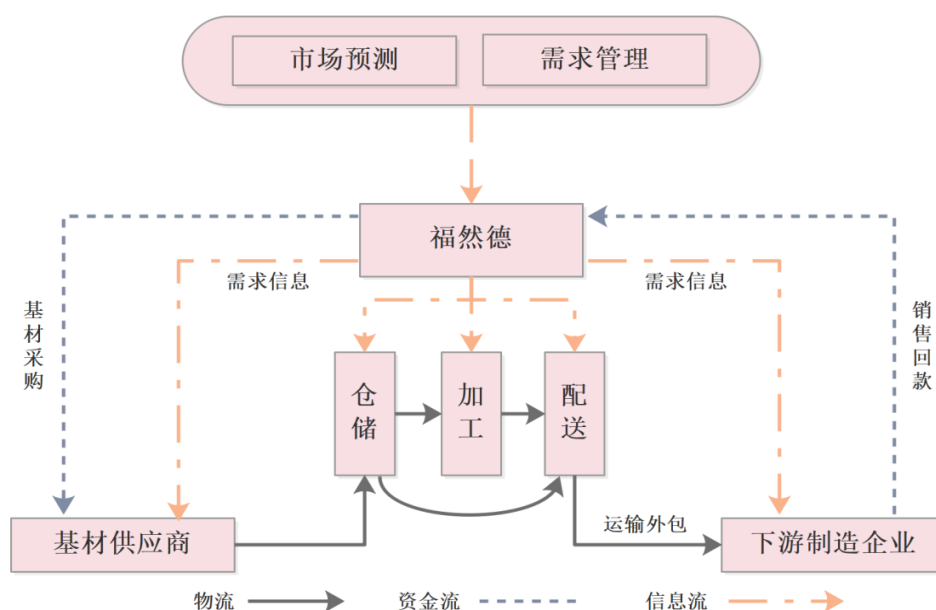 市场预测
需求管理
福然德
需求信息
需求信息
基材采购
销售回款
仓储
加工
配送
运输外包
基材供应商
下游制造企业
物流
资金流
信息流